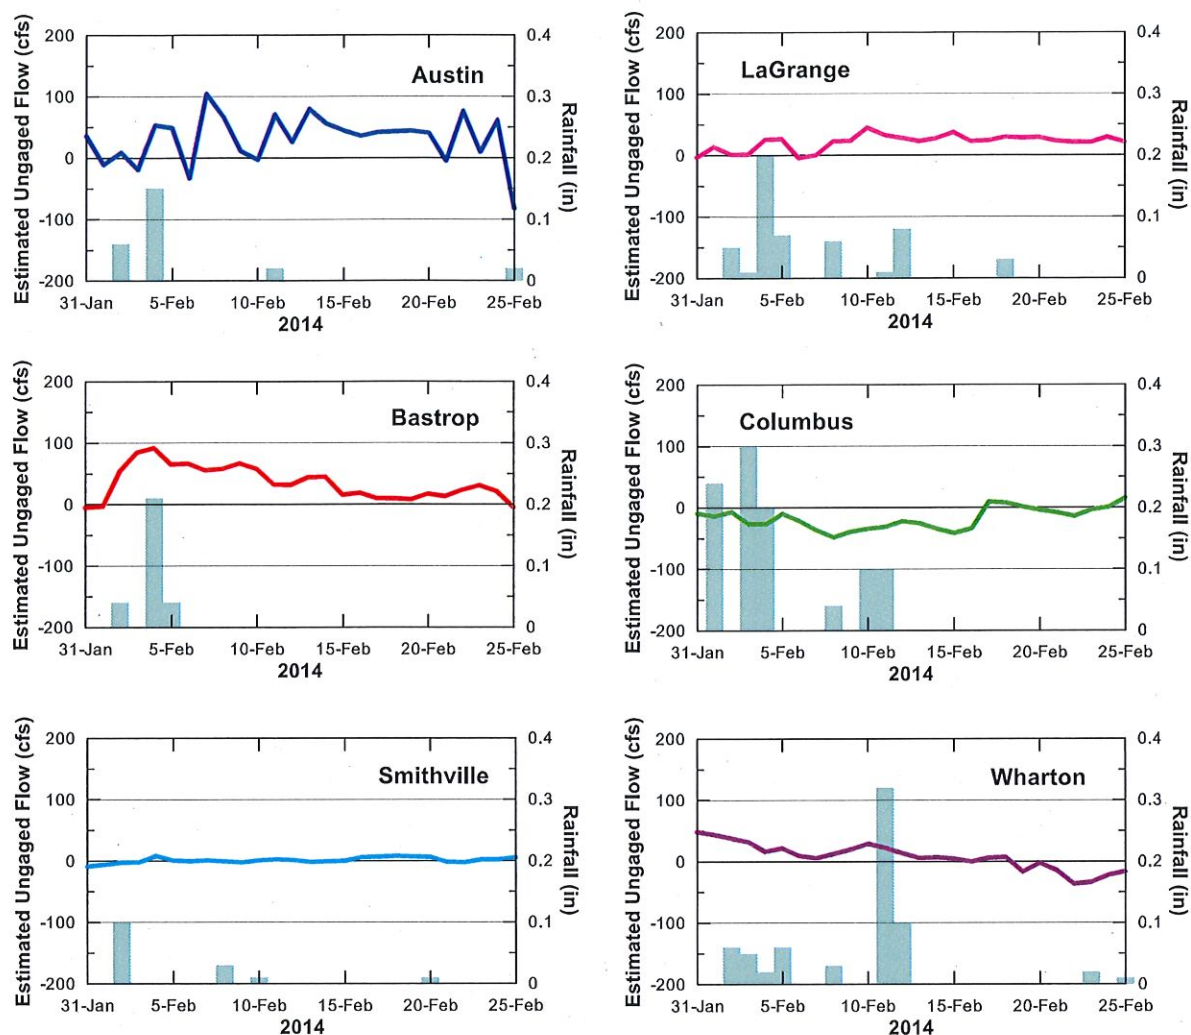 Estimated Ungaged Flow (cfs)
200
100
0
-100
-200
Austin
0.4
0.3
0.2
0.1
0
Rainfall (in)
31-Jan 5-Feb 10-Feb 15-Feb 20-Feb 25-Feb
2014
Estimated Ungaged Flow (cfs)
200
100
0
-100
-200
LaGrange
0.4
0.3
0.2
0.1
0
Rainfall (in)
31-Jan 5-Feb 10-Feb 15-Feb 20-Feb 25-Feb
2014
Estimated Ungaged Flow (cfs)
200
100
0
-100
-200
Bastrop
0.4
0.3
0.2
0.1
0
Rainfall (in)
31-Jan 5-Feb 10-Feb 15-Feb 20-Feb 25-Feb
2014
Estimated Ungaged Flow (cfs)
200
100
0
-100
-200
Columbus
0.4
0.3
0.2
0.1
0
Rainfall (in)
31-Jan 5-Feb 10-Feb 15-Feb 20-Feb 25-Feb
2014
Estimated Ungaged Flow (cfs)
200
100
0
-100
-200
Smithville
0.4
0.3
0.2
0.1
0
Rainfall (in)
31-Jan 5-Feb 10-Feb 15-Feb 20-Feb 25-Feb
2014
Estimated Ungaged Flow (cfs)
200
100
0
-100
-200
Wharton
0.4
0.3
0.2
0.1
0
Rainfall (in)
31-Jan 5-Feb 10-Feb 15-Feb 20-Feb 25-Feb
2014